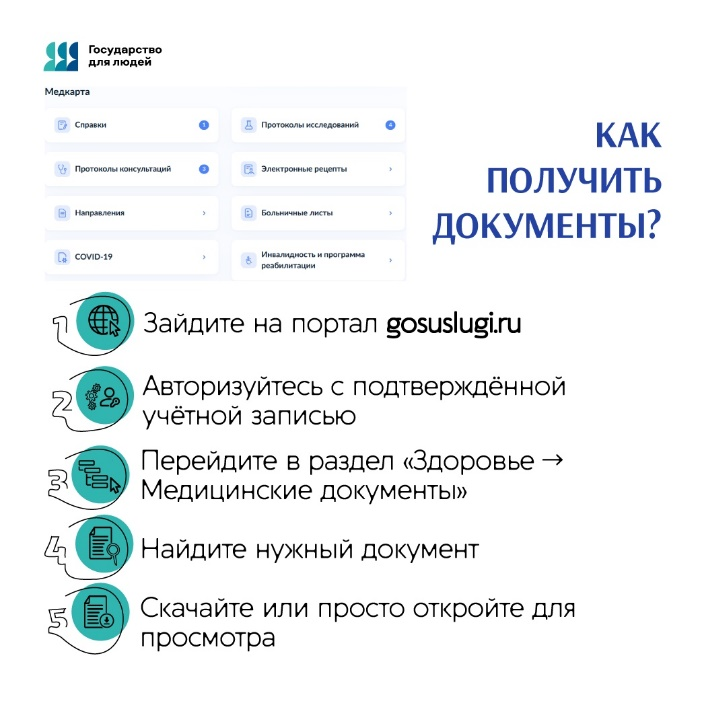 Государство
для людей
Медкарта
Справки 1
Протоколы исследований 4
Протоколы консультаций 3
Электронные рецепты
Направления
Больничные листы
COVID-19
Инвалидность и программа
реабилитации
КАК
ПОЛУЧИТЬ
ДОКУМЕНТЫ?
1 Зайдите на портал gosuslugi.ru
2 Авторизуйтесь с подтверждённой
учётной записью
3 Перейдите в раздел «Здоровье →
Медицинские документы»
4 Найдите нужный документ
5 Скачайте или просто откройте для
просмотра